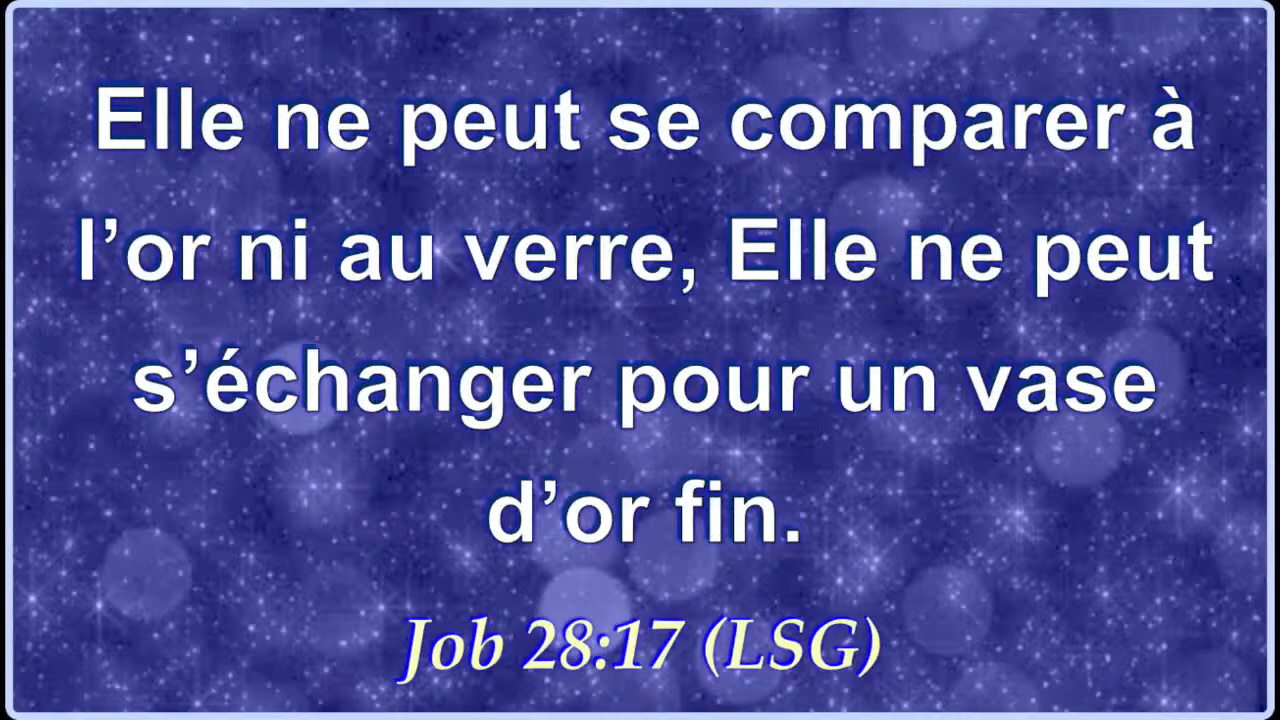 Elle ne peut se comparer à
l’or ni au verre, Elle ne peut
s’échanger pour un vase
d’or fin.
Job 28:17 (LSG)